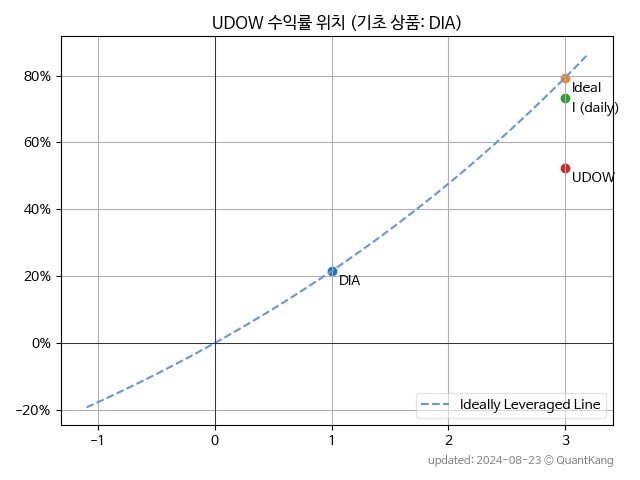 UDOW 수익률 위치 (기초 상품: DIA)
80%
60%
40%
20%
0%
−20%
Ideal
I (daily)
UDOW
DIA
Ideally Leveraged Line
−1
0
1
2
3
updated: 2024-08-23 © QuantKang